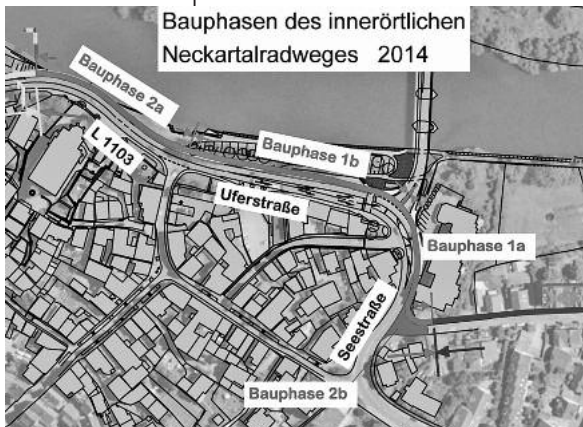 Bauphasen des innerörtlichen
Neckartalradweges 2014
Bauphase 2a
L 1103
Bauphase 1b
Uferstraße
Bauphase 1a
Seestraße
Bauphase 2b